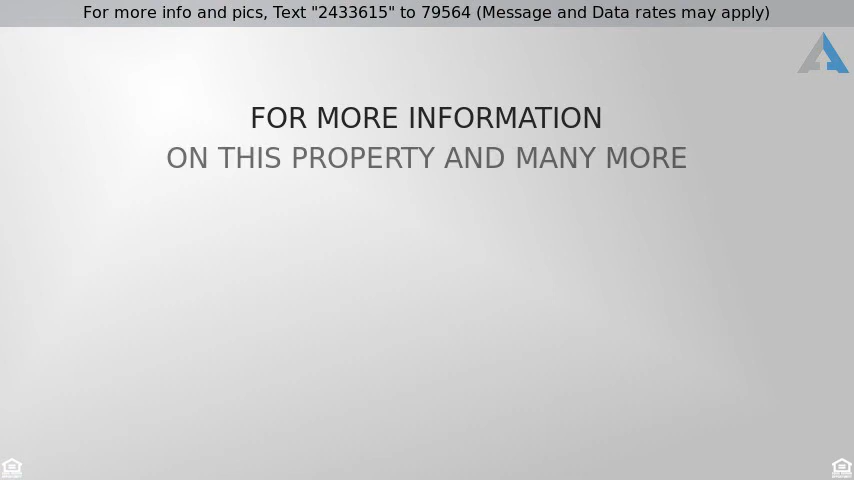 For more info and pics, Text "2433615" to 79564 (Message and Data rates may apply)
FOR MORE INFORMATION
ON THIS PROPERTY AND MANY MORE